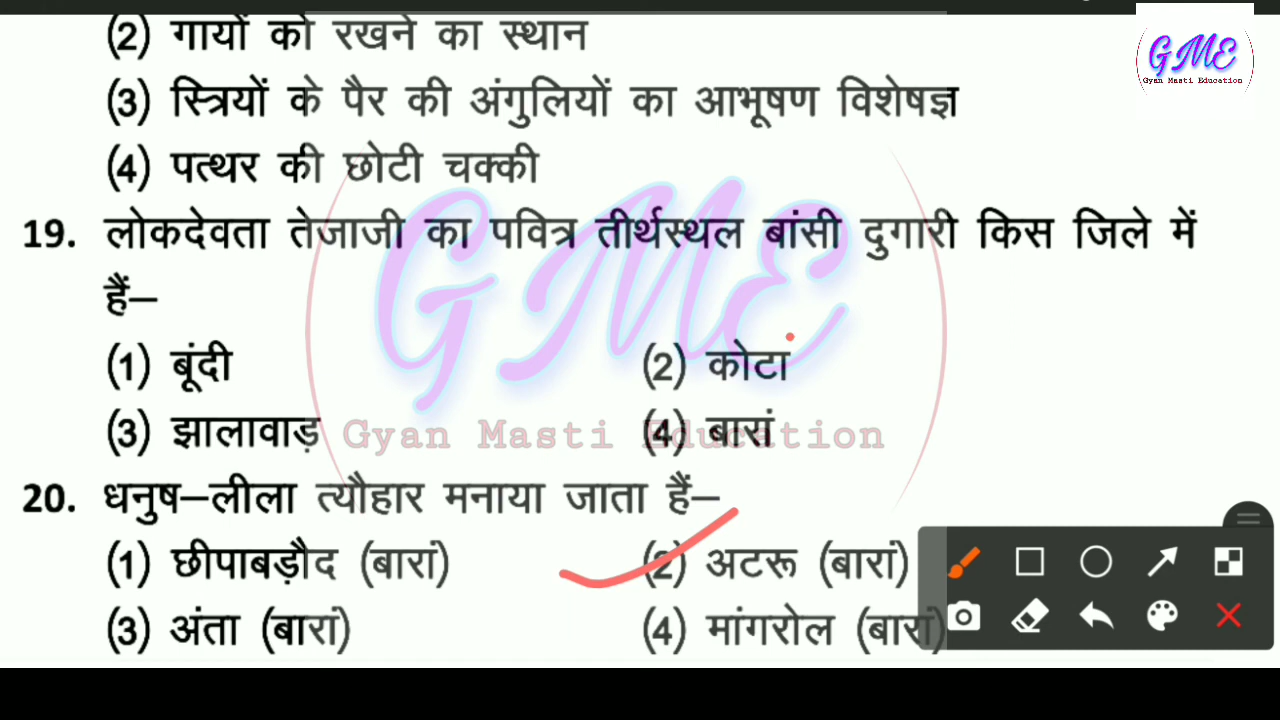 (2) गायों को रखने का स्थान
GME
Gyan Masti Education
(3) स्त्रियों के पैर की अंगुलियों का आभूषण विशेषज्ञ
(4) पत्थर की छोटी चक्की
19. लोकदेवता तेजाजी का पवित्र तीर्थस्थल बांसी दुगारी किस जिले में
हैं–
GME
(1) बूंदी (2) कोटा
(3) झालावाड़ (4) बारां
Gyan Masti Education
20. धनुष–लीला त्यौहार मनाया जाता हैं–
(1) छीपाबड़ौद (बारां) (2) अटरू (बारां)
(3) अंता (बारां) (4) मांगरोल (बारां)